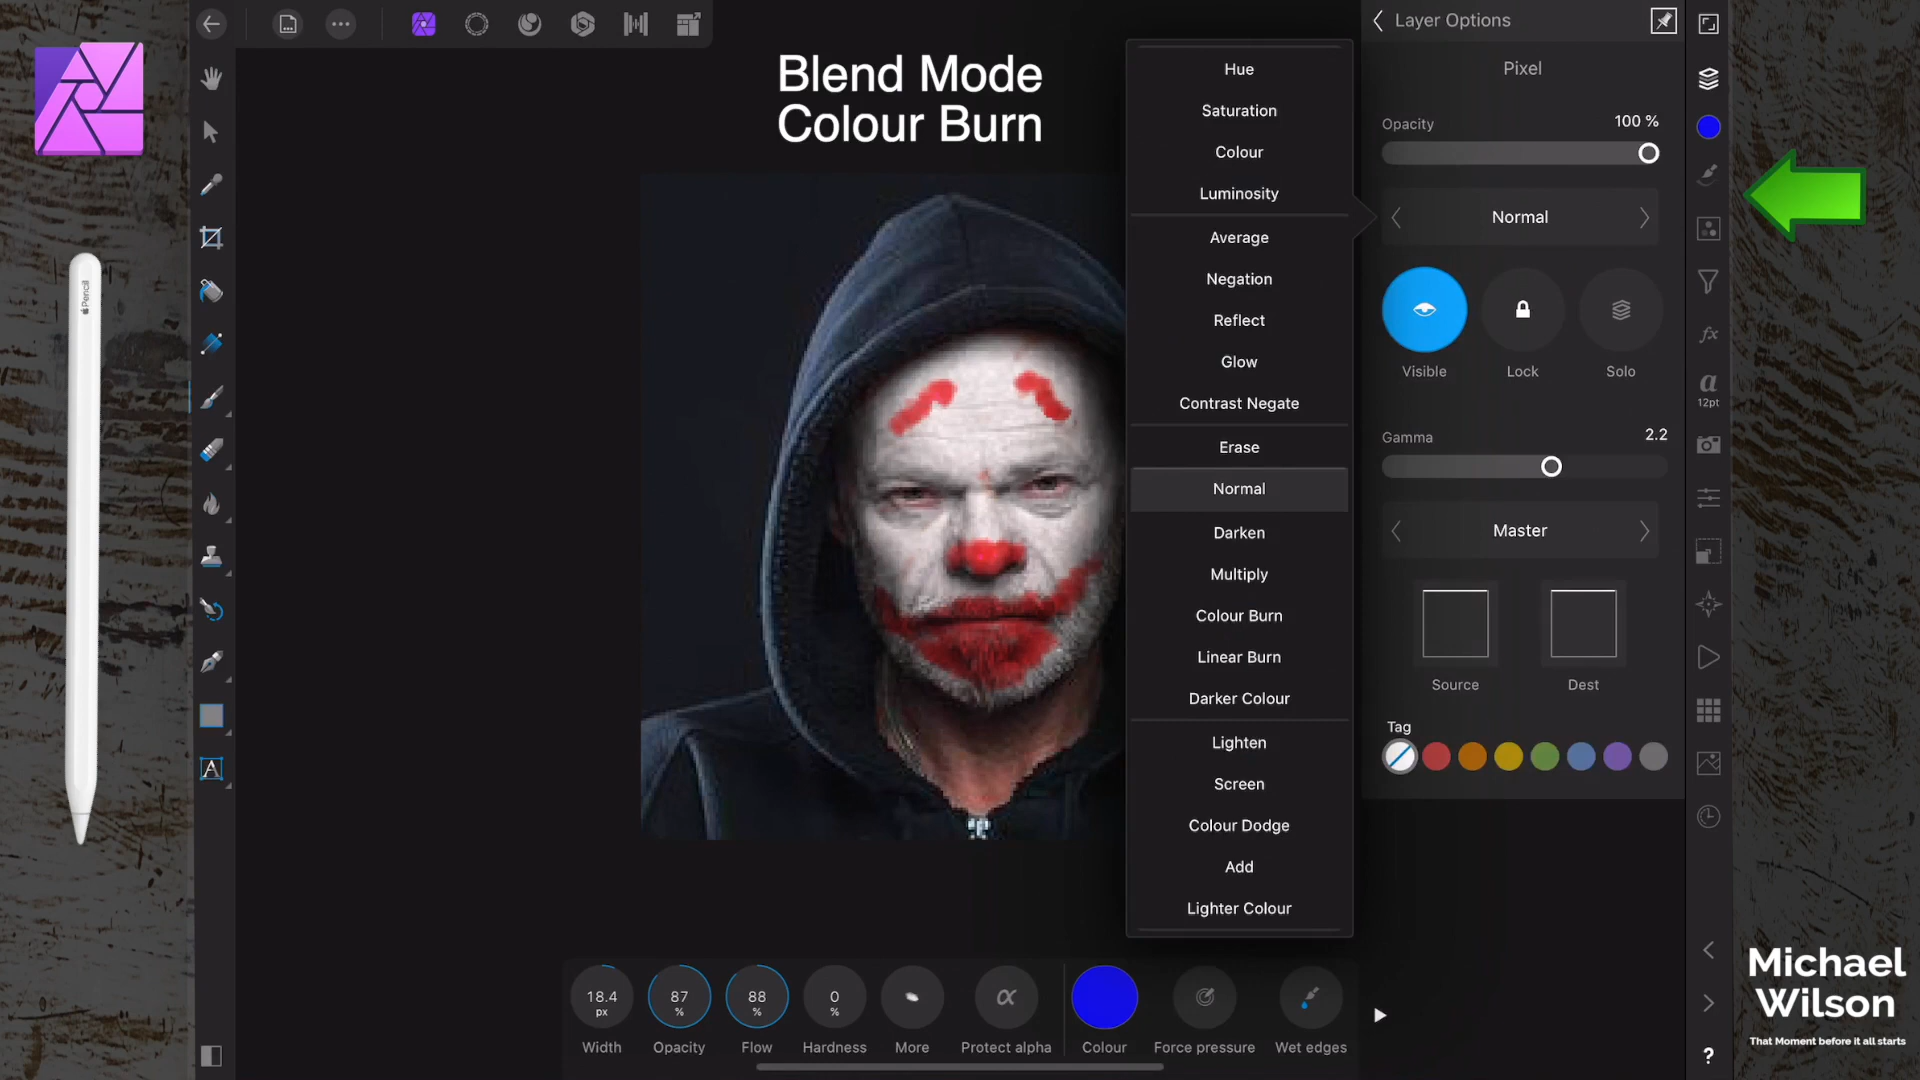 Blend Mode
Colour Burn
Pencil
Hue
Saturation
Colour
Luminosity
Average
Negation
Reflect
Glow
Contrast Negate
Erase
Normal
Darken
Multiply
Colour Burn
Linear Burn
Darker Colour
Lighten
Screen
Colour Dodge
Add
Lighter Colour
Layer Options
Pixel
Opacity
100 %
Normal
Visible
Lock
Solo
Gamma
2.2
Master
Source
Dest
Tag
fx
a
12pt
A
18.4
px
87
%
88
%
0
%
α
Width
Opacity
Flow
Hardness
More
Protect alpha
Colour
Force pressure
Wet edges
?
Michael
Wilson
That Moment before it all starts